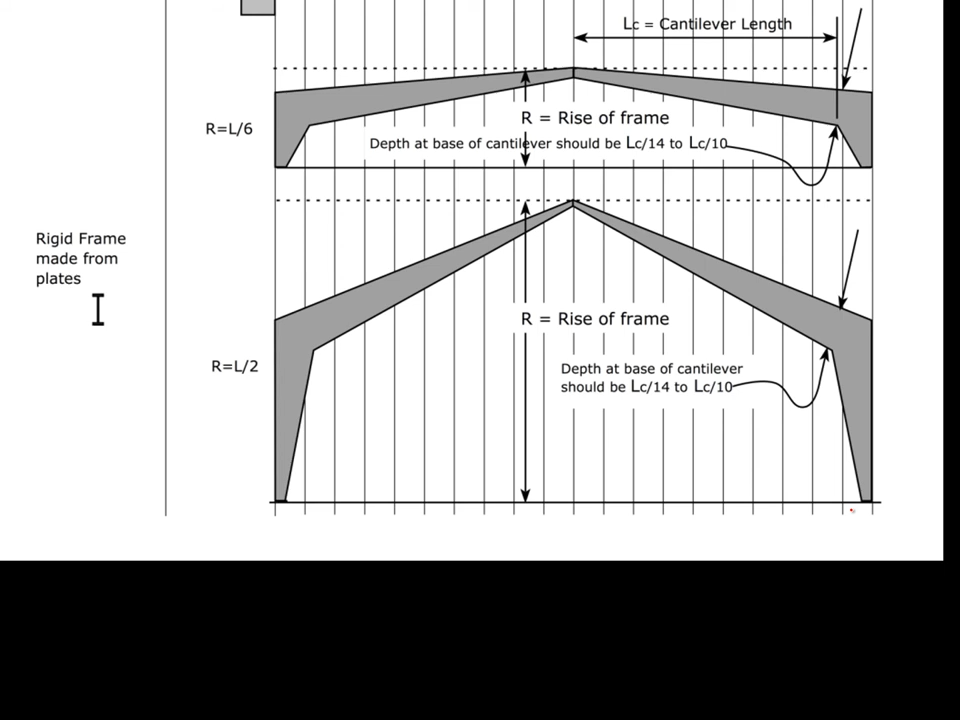 Lc = Cantilever Length
R=L/6
R = Rise of frame
Depth at base of cantilever should be Lc/14 to Lc/10
Rigid Frame
made from
plates
R = Rise of frame
R=L/2
Depth at base of cantilever
should be Lc/14 to Lc/10